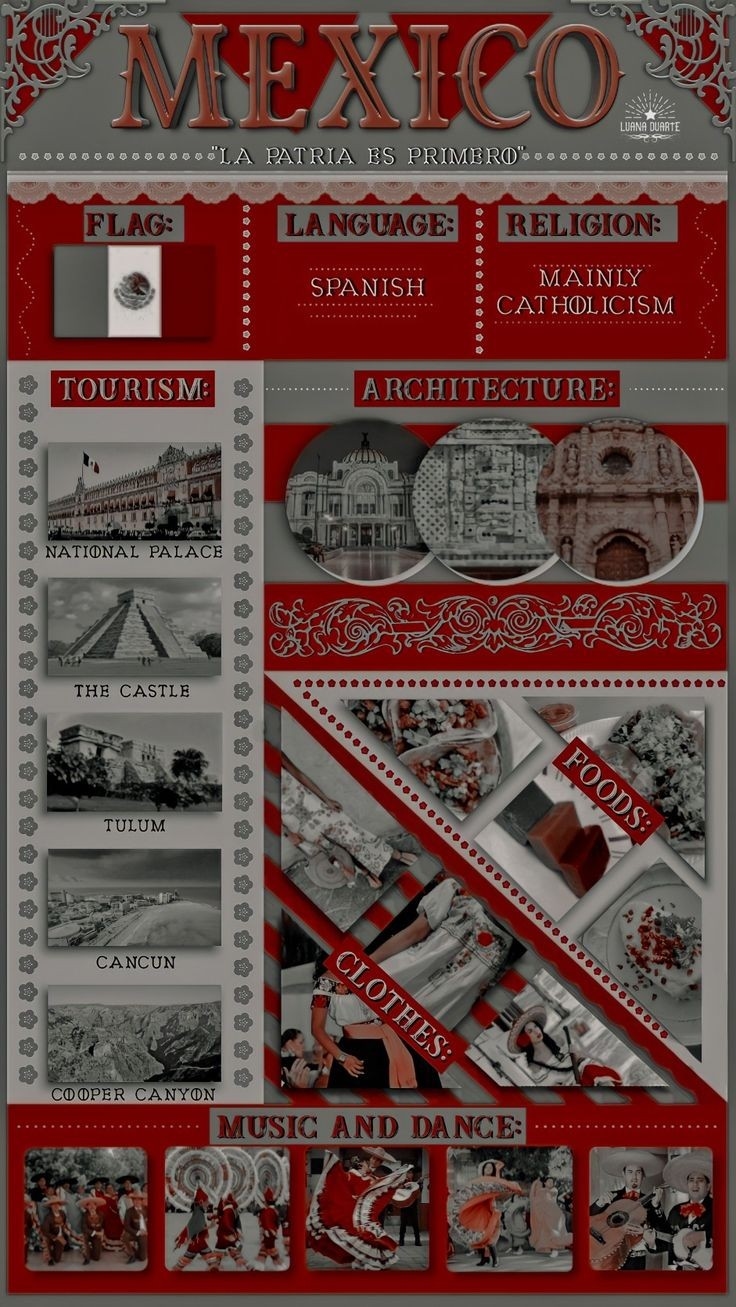 MEXICO
LUANA DUARTE
"LA PATRIA ES PRIMERO"
FLAG:
LANGUAGE:
SPANISH
RELIGION:
MAINLY
CATHOLICISM
TOURISM:
NATIONAL PALACE
THE CASTLE
TULUM
CANCUN
COOPER CANYON
ARCHITECTURE:
FOODS:
CLOTHES:
MUSIC AND DANCE: